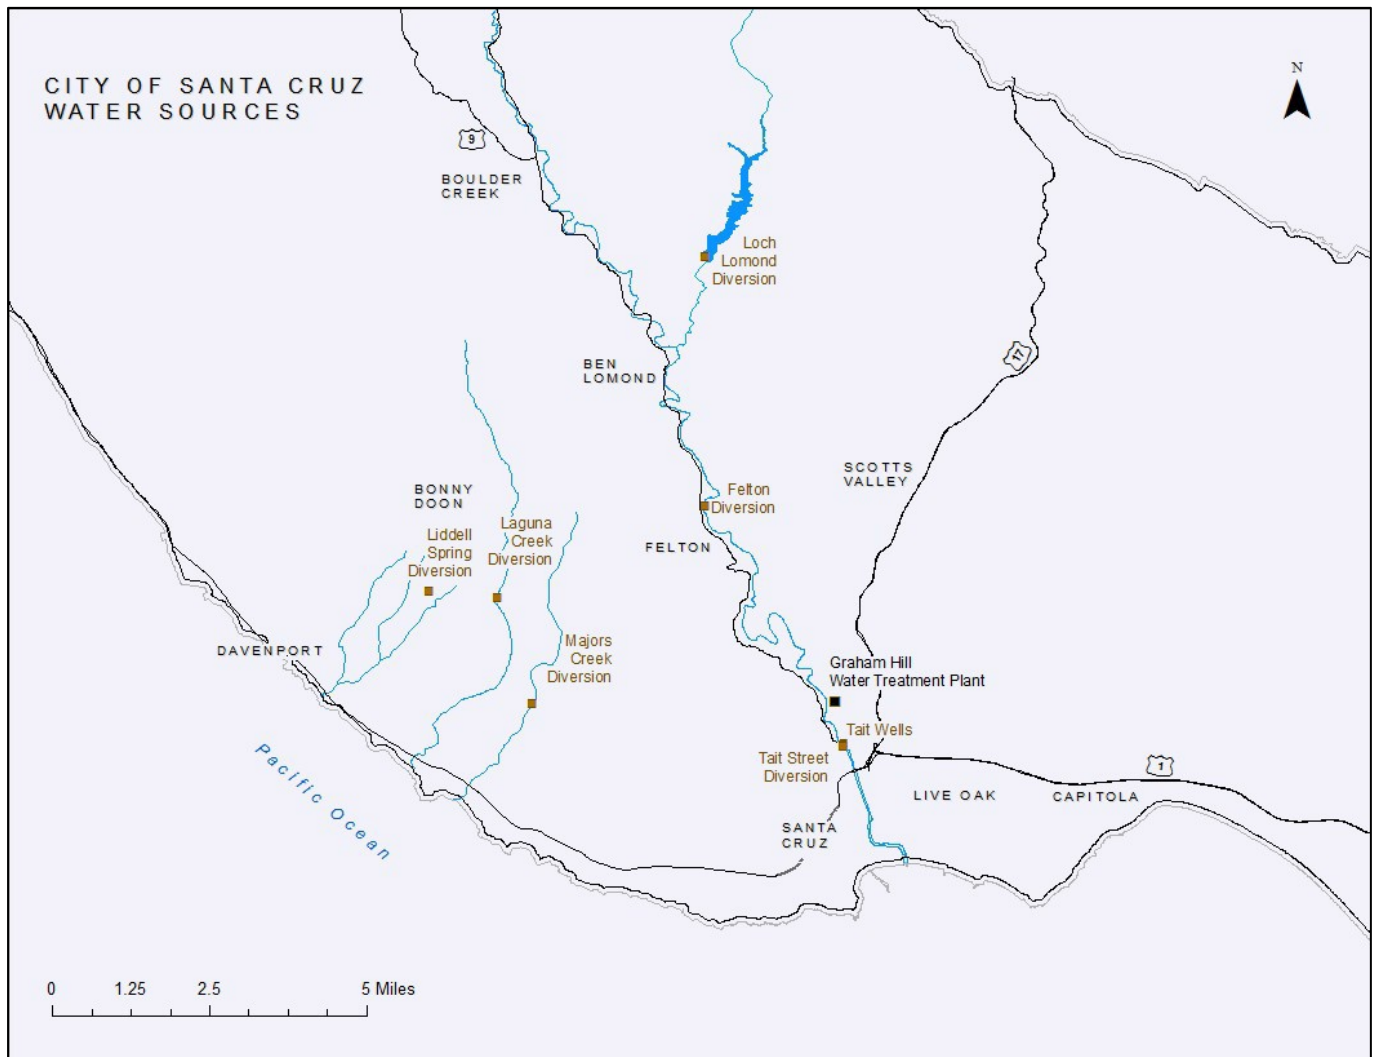 CITY OF SANTA CRUZ
WATER SOURCES
N
9
BOULDER
CREEK
Loch
Lomond
Diversion
17
BEN
LOMOND
SCOTTS
VALLEY
BONNY
DOON
Felton
Diversion
Liddell
Spring
Diversion
Laguna
Creek
Diversion
FELTON
DAVENPORT
Majors
Creek
Diversion
Graham Hill
Water Treatment Plant
Tait Wells
Tait Street
Diversion
1
LIVE OAK
CAPITOLA
SANTA
CRUZ
Pacific Ocean
0 1.25 2.5 5 Miles